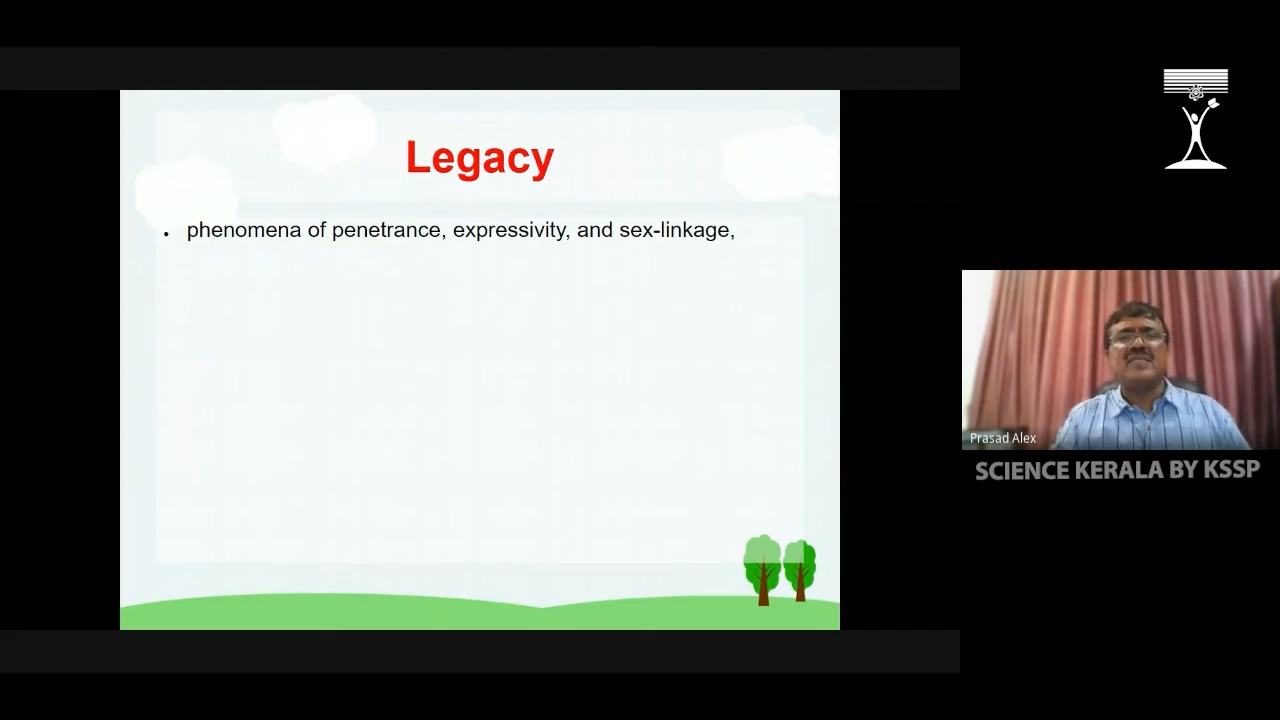 Legacy
• phenomena of penetrance, expressivity, and sex-linkage,
Prasad Alex
SCIENCE KERALA BY KSSP